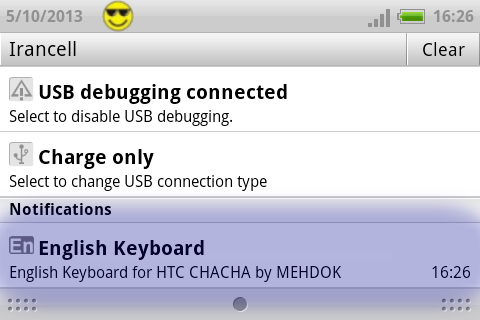 5/10/2013 16:26
Irancell Clear
USB debugging connected
Select to disable USB debugging.
Charge only
Select to change USB connection type
Notifications
En English Keyboard
English Keyboard for HTC CHACHA by MEHDOK 16:26